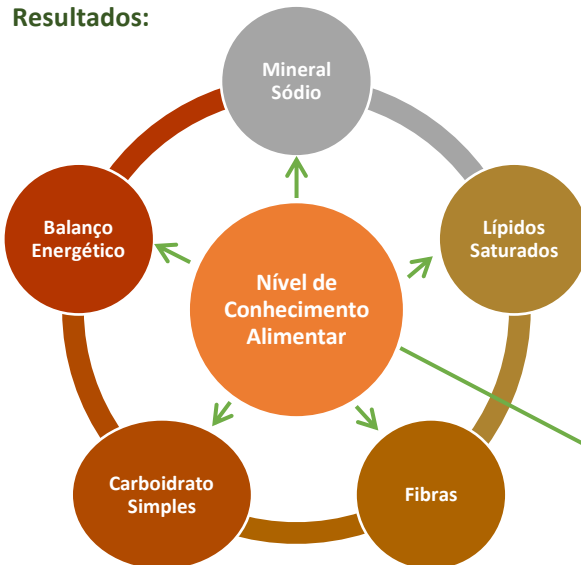 Resultados:
Mineral
Sódio
Balanço
Energético
Lípidos
Saturados
Nível de
Conhecimento
Alimentar
Carboidrato
Simples
Fibras